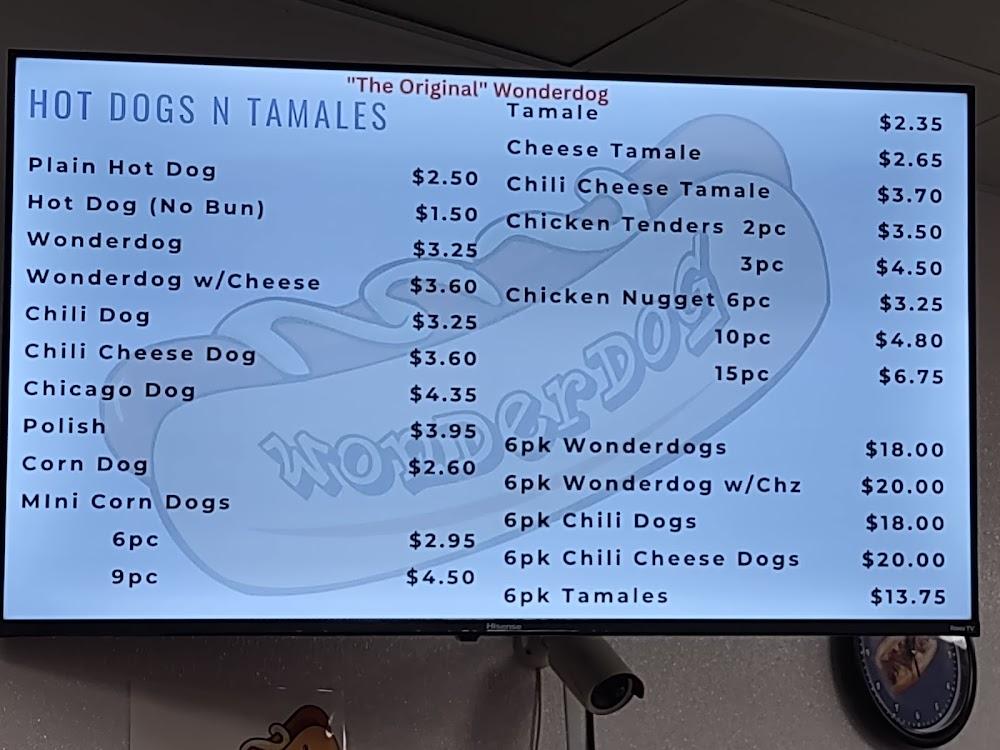 "The Original" Wonderdog
HOT DOGS N TAMALES
Plain Hot Dog $2.50
Hot Dog (No Bun) $1.50
Wonderdog $3.25
Wonderdog w/Cheese $3.60
Chili Dog $3.25
Chili Cheese Dog $3.60
Chicago Dog $4.35
Polish $3.95
Corn Dog $2.60
MIni Corn Dogs
6pc $2.95
9pc $4.50
Tamale $2.35
Cheese Tamale $2.65
Chili Cheese Tamale $3.70
Chicken Tenders 2pc $3.50
3pc $4.50
Chicken Nugget 6pc $3.25
10pc $4.80
15pc $6.75
6pk Wonderdogs $18.00
6pk Wonderdog w/Chz $20.00
6pk Chili Dogs $18.00
6pk Chili Cheese Dogs $20.00
6pk Tamales $13.75
WonDerDOG
Hisense
Roku TV